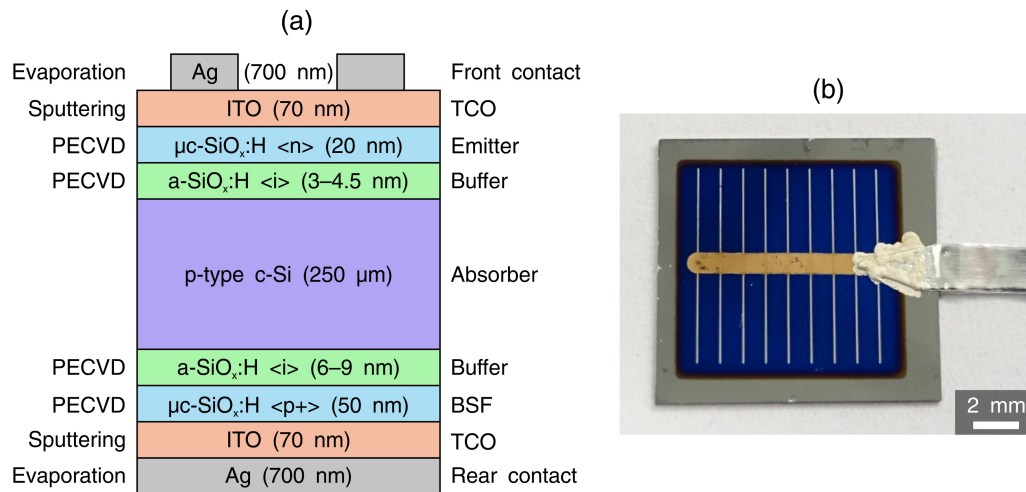 (a)
Evaporation Ag (700 nm) Front contact
Sputtering ITO (70 nm) TCO
PECVD µc-SiOₓ:H <n> (20 nm) Emitter
PECVD a-SiOₓ:H <i> (3–4.5 nm) Buffer
p-type c-Si (250 µm) Absorber
PECVD a-SiOₓ:H <i> (6–9 nm) Buffer
PECVD µc-SiOₓ:H <p+> (50 nm) BSF
Sputtering ITO (70 nm) TCO
Evaporation Ag (700 nm) Rear contact
(b)
2 mm